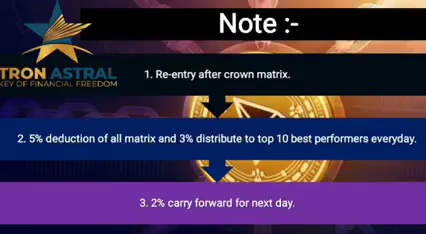 Note :-
TRON ASTRAL
KEY OF FINANCIAL FREEDOM
1. Re-entry after crown matrix.
2. 5% deduction of all matrix and 3% distribute to top 10 best performers everyday.
3. 2% carry forward for next day.